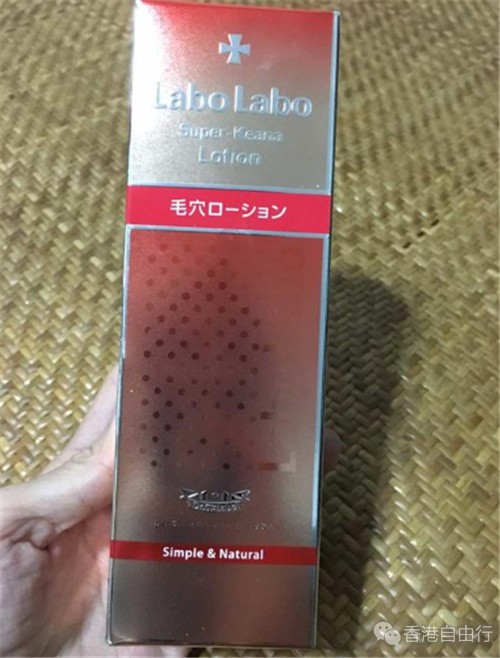 Labo Labo
Super-Keana
Lotion
毛穴ローション
Simple & Natural
香港自由行